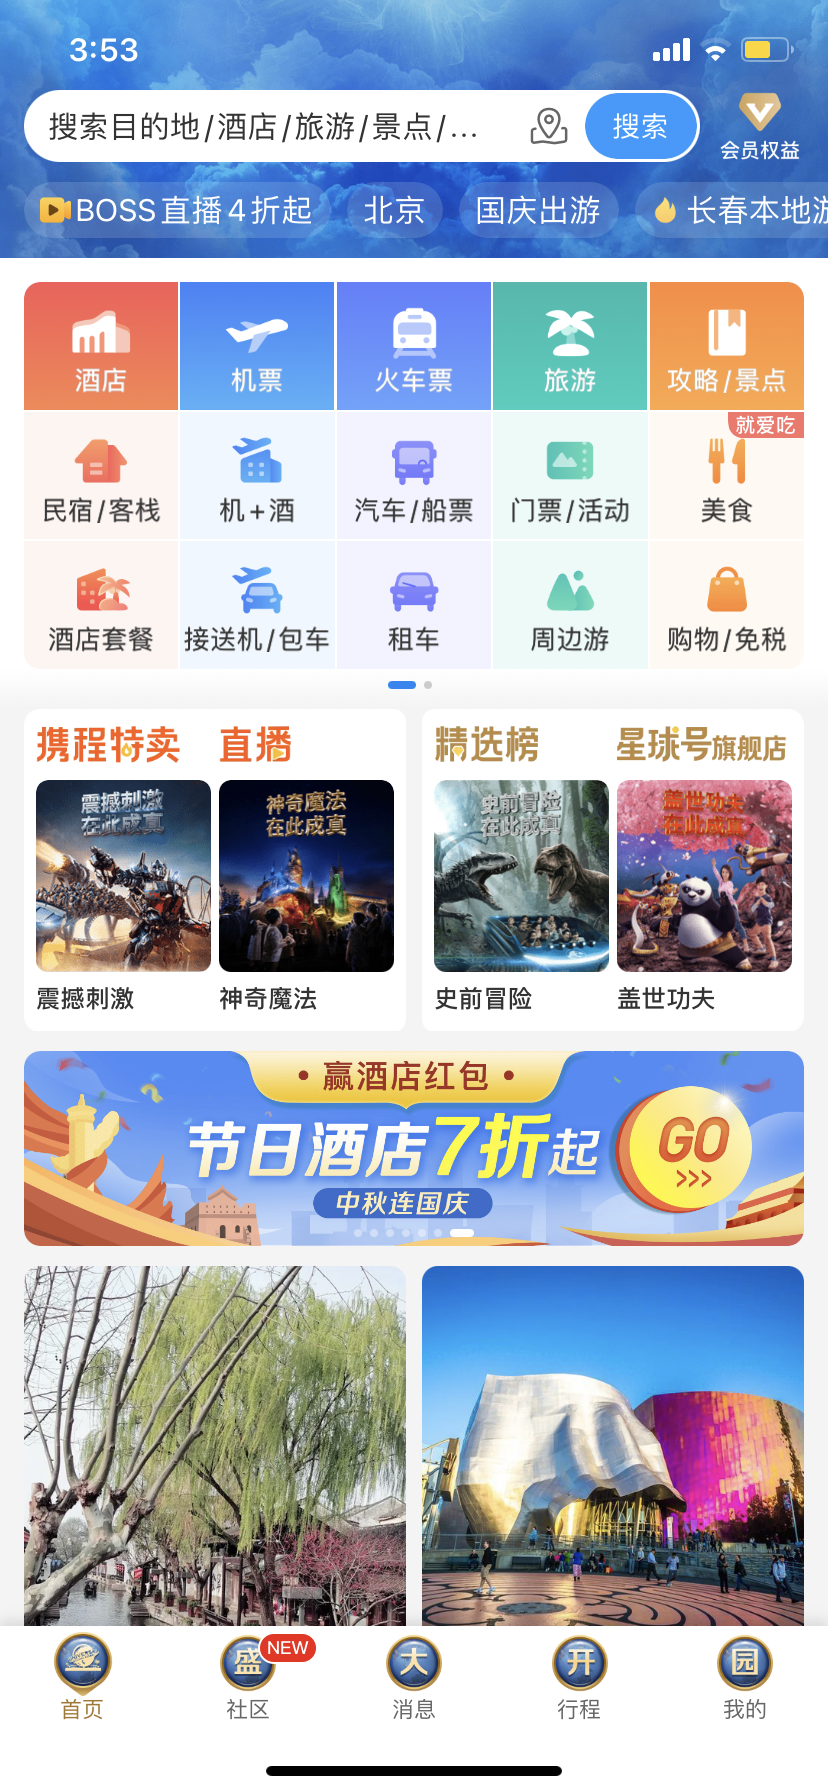 3:53
搜索目的地/酒店/旅游/景点/...
搜索
会员权益
BOSS直播4折起
北京
国庆出游
长春本地游
酒店
机票
火车票
旅游
攻略/景点
就爱吃
民宿/客栈
机+酒
汽车/船票
门票/活动
美食
酒店套餐
接送机/包车
租车
周边游
购物/免税
携程特卖
直播
精选榜
星球号旗舰店
震撼刺激
在此成真
神奇魔法
在此成真
史前冒险
在此成真
盖世功夫
在此成真
震撼刺激
神奇魔法
史前冒险
盖世功夫
• 赢酒店红包 •
节日酒店7折起
GO
>>>
中秋连国庆
盛
NEW
大
开
园
首页
社区
消息
行程
我的